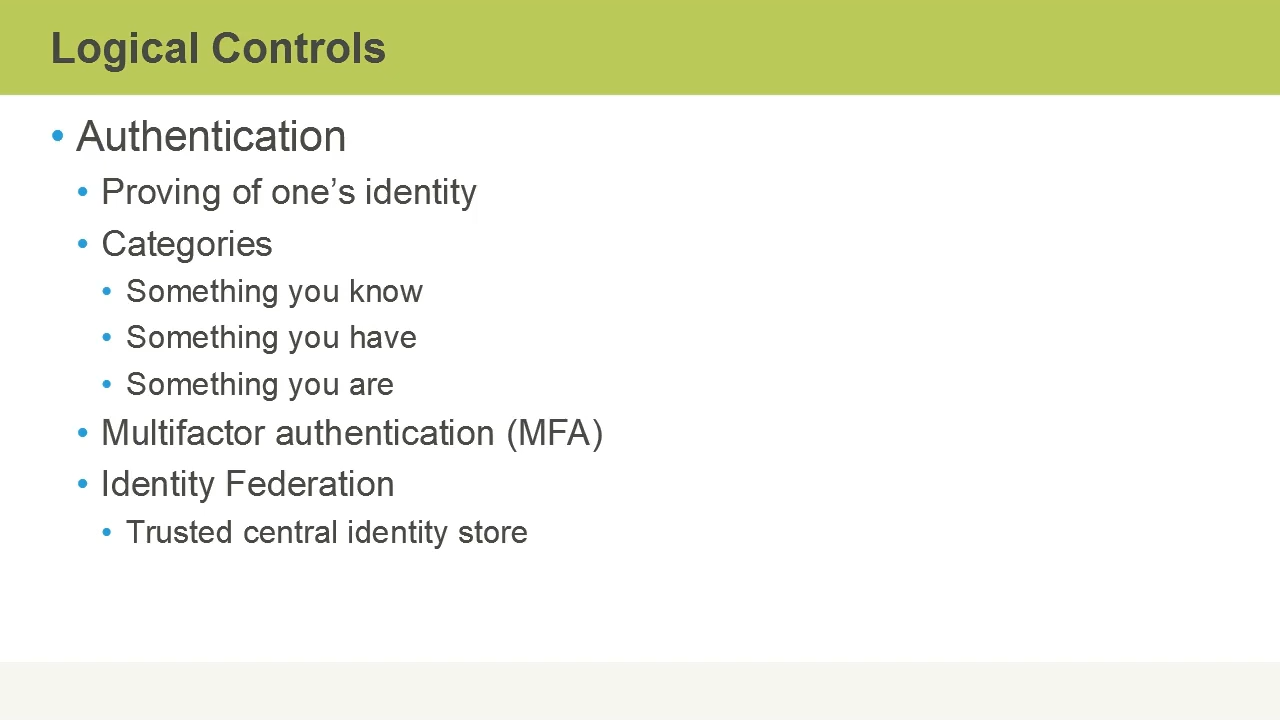 Logical Controls
• Authentication
• Proving of one’s identity
• Categories
• Something you know
• Something you have
• Something you are
• Multifactor authentication (MFA)
• Identity Federation
• Trusted central identity store